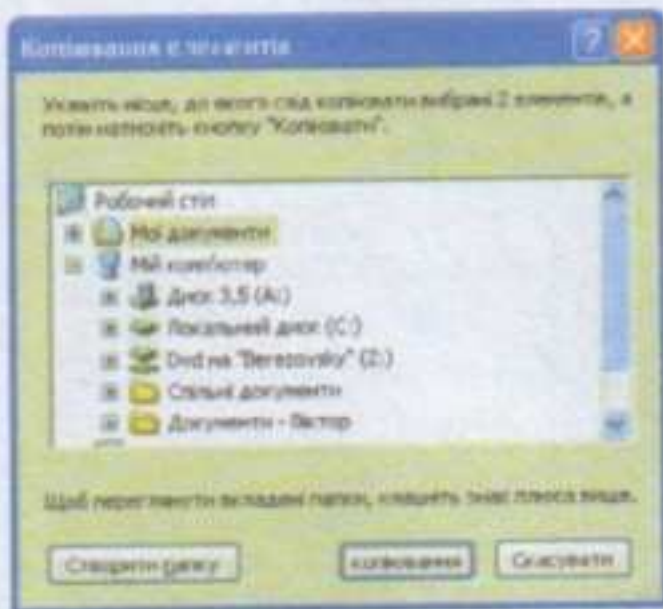 Копіювання елементів
Укажіть місце, до якого слід копіювати вибрані 2 елементи, а
потім натисніть кнопку "Копіювати".
Робочий стіл
Мої документи
Мій комп'ютер
Диск 3,5 (A:)
Локальний диск (C:)
Dvd на "Berezovsky" (Z:)
Спільні документи
Документи - Віктор
Щоб переглянути вкладені папки, клацніть знак плюса вище.
Створити папку
Копіювання
Скасувати